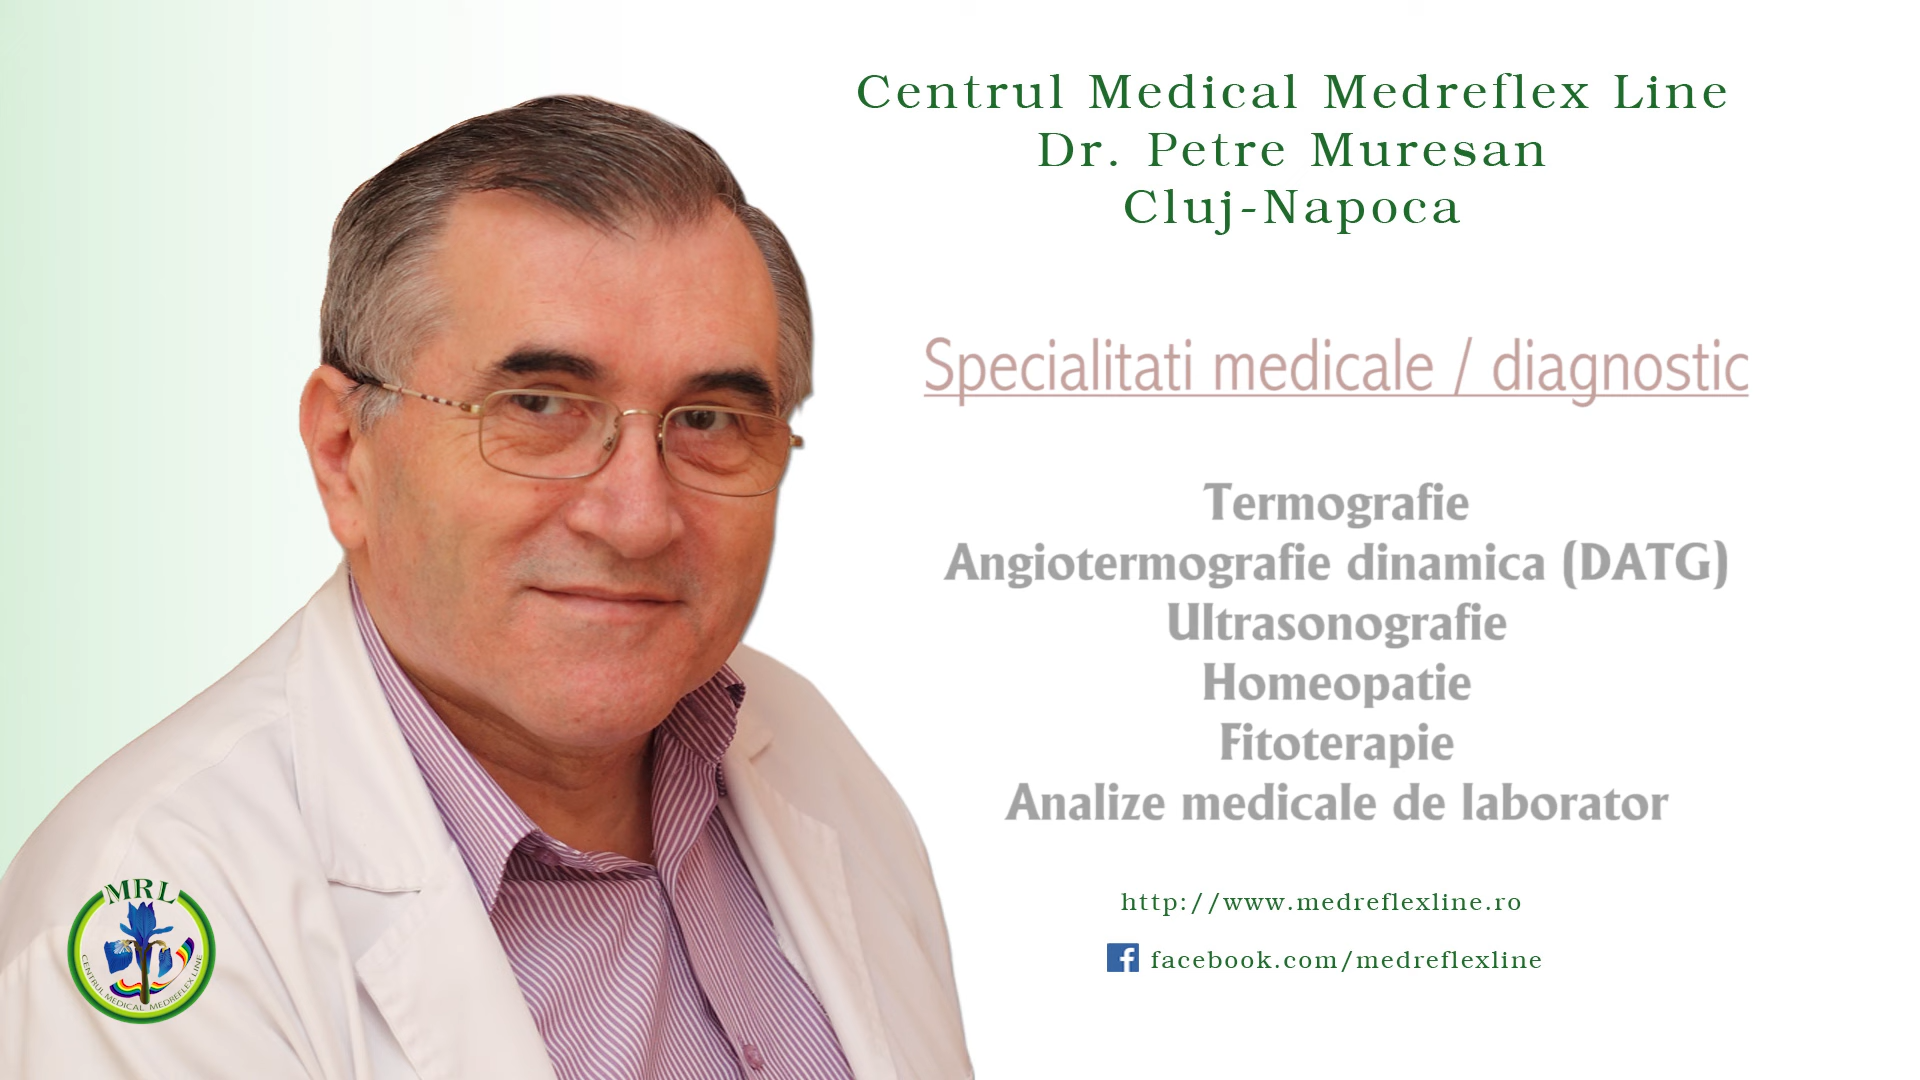 Centrul Medical Medreflex Line
Dr. Petre Muresan
Cluj-Napoca
Specialitati medicale / diagnostic
Termografie
Angiotermografie dinamica (DATG)
Ultrasonografie
Homeopatie
Fitoterapie
Analize medicale de laborator
http://www.medreflexline.ro
facebook.com/medreflexline
MRL
CENTRUL MEDICAL MEDREFLEX LINE